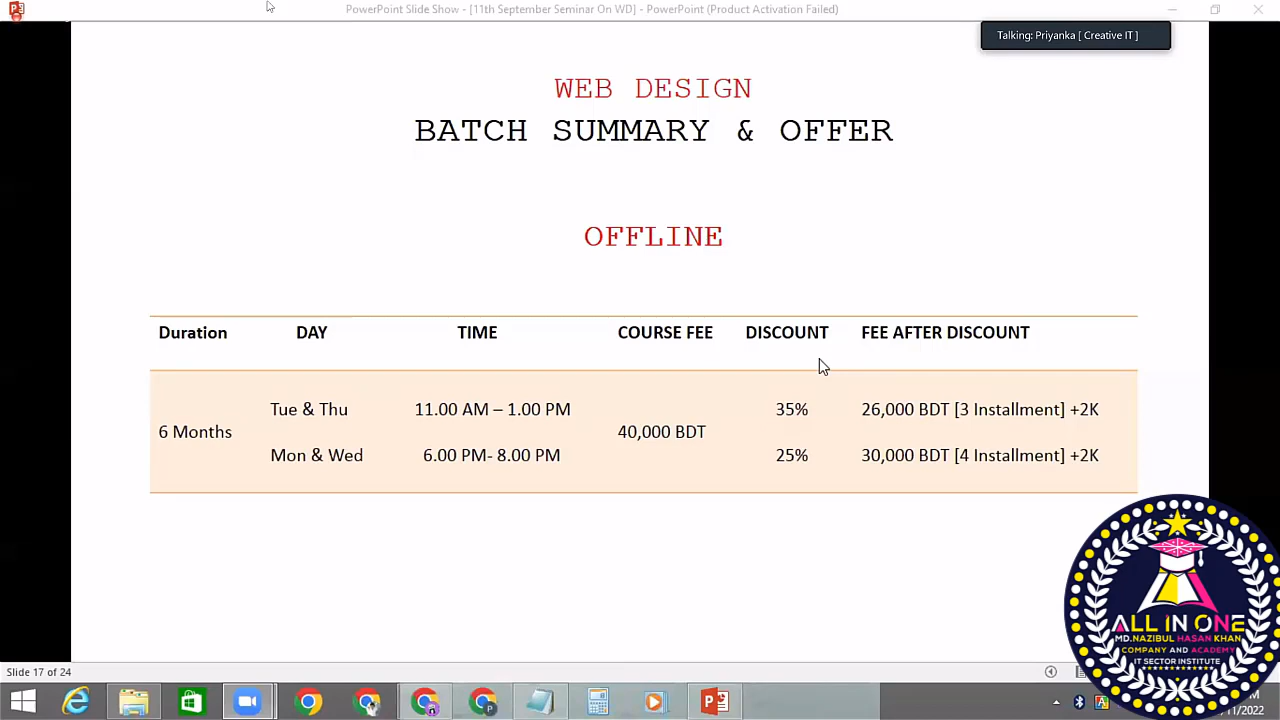 PowerPoint Slide Show - [11th September Seminar On WD] - PowerPoint (Product Activation Failed)
Talking: Priyanka [ Creative IT ]
WEB DESIGN
BATCH SUMMARY & OFFER
OFFLINE
Duration DAY TIME COURSE FEE DISCOUNT FEE AFTER DISCOUNT
Tue & Thu 11.00 AM – 1.00 PM 35% 26,000 BDT [3 Installment] +2K
6 Months 40,000 BDT
Mon & Wed 6.00 PM- 8.00 PM 25% 30,000 BDT [4 Installment] +2K
ALL IN ONE
MD.NAZIBUL HASAN KHAN
COMPANY AND ACADEMY
IT SECTOR INSTITUTE
Slide 17 of 24